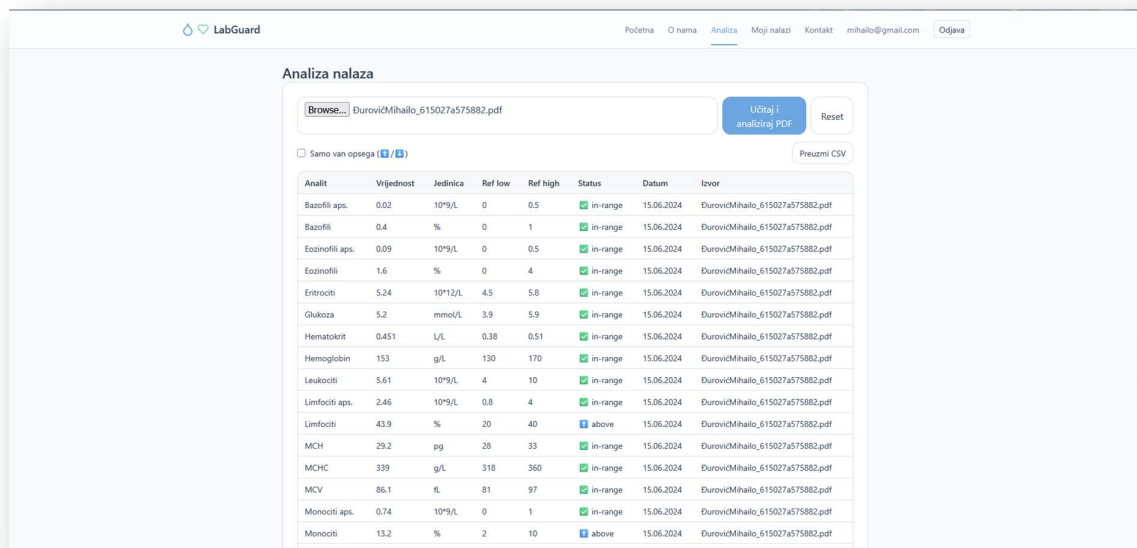 LabGuard
Početna O nama Analiza Moji nalazi Kontakt mihailo@gmail.com Odjava
Analiza nalaza
Browse... ĐurovićMihailo_615027a575882.pdf
Učitaj i
analiziraj PDF
Reset
Samo van opsega (⬆️/⬇️)
Preuzmi CSV
Analit Vrijednost Jedinica Ref low Ref high Status Datum Izvor
Bazofili aps. 0.02 10*9/L 0 0.5 ✅ in-range 15.06.2024 ĐurovićMihailo_615027a575882.pdf
Bazofili 0.4 % 0 1 ✅ in-range 15.06.2024 ĐurovićMihailo_615027a575882.pdf
Eozinofili aps. 0.09 10*9/L 0 0.5 ✅ in-range 15.06.2024 ĐurovićMihailo_615027a575882.pdf
Eozinofili 1.6 % 0 4 ✅ in-range 15.06.2024 ĐurovićMihailo_615027a575882.pdf
Eritrociti 5.24 10*12/L 4.5 5.8 ✅ in-range 15.06.2024 ĐurovićMihailo_615027a575882.pdf
Glukoza 5.2 mmol/L 3.9 5.9 ✅ in-range 15.06.2024 ĐurovićMihailo_615027a575882.pdf
Hematokrit 0.451 L/L 0.38 0.51 ✅ in-range 15.06.2024 ĐurovićMihailo_615027a575882.pdf
Hemoglobin 153 g/L 130 170 ✅ in-range 15.06.2024 ĐurovićMihailo_615027a575882.pdf
Leukociti 5.61 10*9/L 4 10 ✅ in-range 15.06.2024 ĐurovićMihailo_615027a575882.pdf
Limfociti aps. 2.46 10*9/L 0.8 4 ✅ in-range 15.06.2024 ĐurovićMihailo_615027a575882.pdf
Limfociti 43.9 % 20 40 ⬆️ above 15.06.2024 ĐurovićMihailo_615027a575882.pdf
MCH 29.2 pg 28 33 ✅ in-range 15.06.2024 ĐurovićMihailo_615027a575882.pdf
MCHC 339 g/L 318 360 ✅ in-range 15.06.2024 ĐurovićMihailo_615027a575882.pdf
MCV 86.1 fL 81 97 ✅ in-range 15.06.2024 ĐurovićMihailo_615027a575882.pdf
Monociti aps. 0.74 10*9/L 0 1 ✅ in-range 15.06.2024 ĐurovićMihailo_615027a575882.pdf
Monociti 13.2 % 2 10 ⬆️ above 15.06.2024 ĐurovićMihailo_615027a575882.pdf